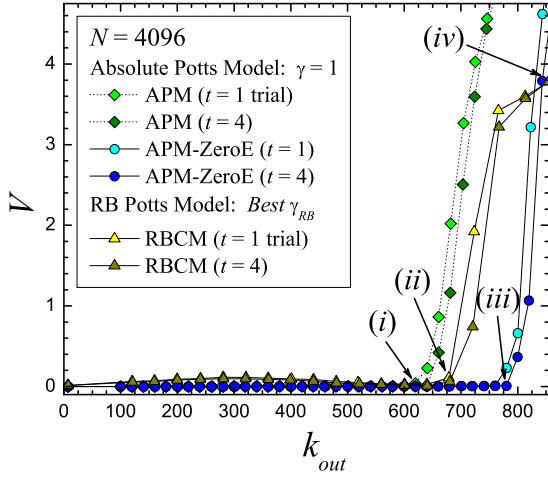 N = 4096
Absolute Potts Model: γ = 1
APM (t = 1 trial)
APM (t = 4)
APM-ZeroE (t = 1)
APM-ZeroE (t = 4)
RB Potts Model: Best γRB
RBCM (t = 1 trial)
RBCM (t = 4)
(i)
(ii)
(iii)
(iv)
V
4
3
2
1
0
0 100 200 300 400 500 600 700 800
kout